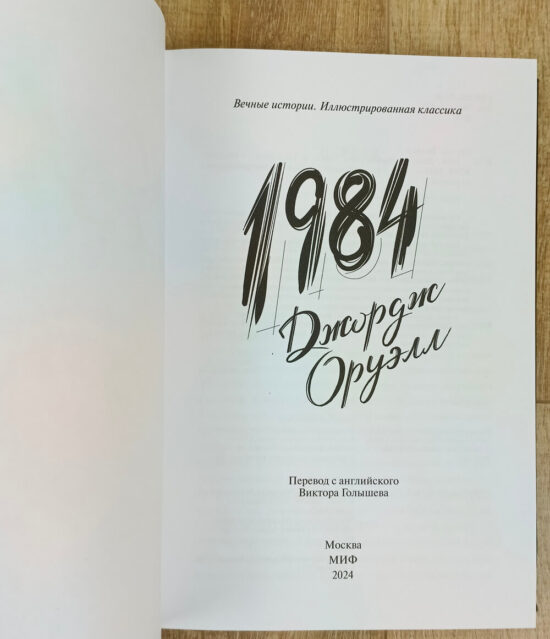 Вечные истории. Иллюстрированная классика
1984
Джордж
Оруэлл
Перевод с английского
Виктора Голышева
Москва
МИФ
2024